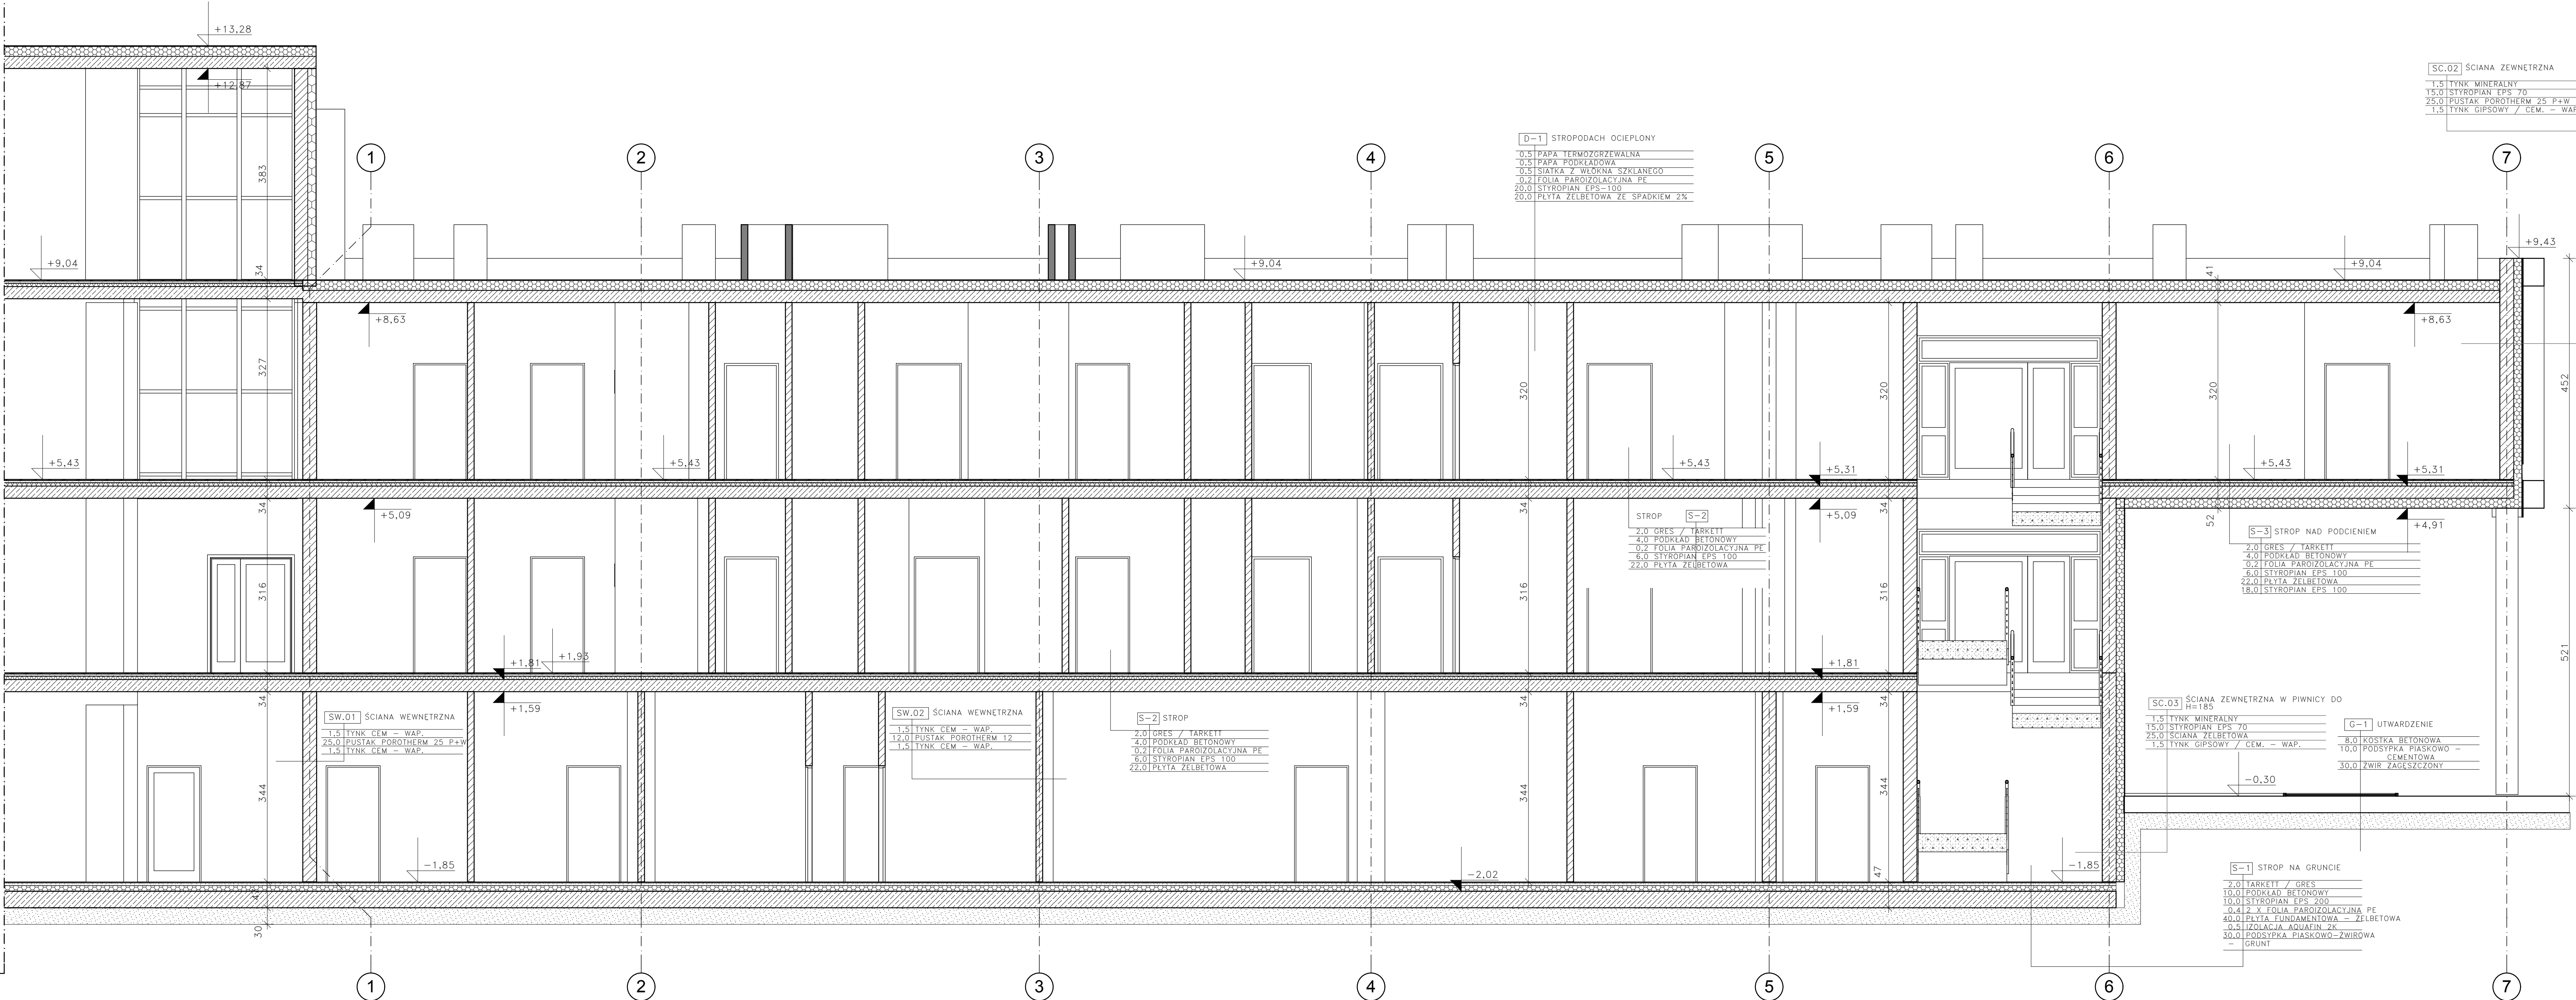 +13,28
+12,87
SC.02 ŚCIANA ZEWNĘTRZNA
1,5 TYNK MINERALNY
15,0 STYROPIAN EPS 70
25,0 PUSTAK POROTHERM 25 P+W
1,5 TYNK GIPSOWY / CEM. – WAP
D–1 STROPODACH OCIEPLONY
0,5 PAPA TERMOZGRZEWALNA
0,5 PAPA PODKŁADOWA
0,5 SIATKA Z WŁÓKNA SZKLANEGO
0,2 FOLIA PAROIZOLACYJNA PE
20,0 STYROPIAN EPS–100
20,0 PŁYTA ŻELBETOWA ZE SPADKIEM 2%
1 2 3 4 5 6 7
383
34
+9,04
+9,04
+9,04
+9,43
41
+8,63
+8,63
327
320
320
320
452
+5,43
+5,43
+5,43
+5,31
+5,43
+5,31
34
34
34
52
+5,09
+5,09
+4,91
STROP S–2
2,0 GRES / TARKETT
4,0 PODKŁAD BETONOWY
0,2 FOLIA PAROIZOLACYJNA PE
6,0 STYROPIAN EPS 100
22,0 PŁYTA ŻELBETOWA
S–3 STROP NAD PODCIENIEM
2,0 GRES / TARKETT
4,0 PODKŁAD BETONOWY
0,2 FOLIA PAROIZOLACYJNA PE
6,0 STYROPIAN EPS 100
22,0 PŁYTA ŻELBETOWA
18,0 STYROPIAN EPS 100
316
316
316
521
+1,81
+1,93
+1,81
34
34
34
+1,59
+1,59
SW.01 ŚCIANA WEWNĘTRZNA
1,5 TYNK CEM – WAP.
25,0 PUSTAK POROTHERM 25 P+W
1,5 TYNK CEM – WAP.
SW.02 ŚCIANA WEWNĘTRZNA
1,5 TYNK CEM – WAP.
12,0 PUSTAK POROTHERM 12
1,5 TYNK CEM – WAP.
S–2 STROP
2,0 GRES / TARKETT
4,0 PODKŁAD BETONOWY
0,2 FOLIA PAROIZOLACYJNA PE
6,0 STYROPIAN EPS 100
22,0 PŁYTA ŻELBETOWA
SC.03 ŚCIANA ZEWNĘTRZNA W PIWNICY DO
H=185
1,5 TYNK MINERALNY
15,0 STYROPIAN EPS 70
25,0 ŚCIANA ŻELBETOWA
1,5 TYNK GIPSOWY / CEM. – WAP.
G–1 UTWARDZENIE
8,0 KOSTKA BETONOWA
10,0 PODSYPKA PIASKOWO –
CEMENTOWA
30,0 ŻWIR ZAGĘSZCZONY
–0,30
344
344
344
–1,85
–2,02
–1,85
47
47
30
S–1 STROP NA GRUNCIE
2,0 TARKETT / GRES
10,0 PODKŁAD BETONOWY
10,0 STYROPIAN EPS 200
0,4 2 X FOLIA PAROIZOLACYJNA PE
40,0 PŁYTA FUNDAMENTOWA – ŻELBETOWA
0,5 IZOLACJA AQUAFIN 2K
30,0 PODSYPKA PIASKOWO–ŻWIROWA
– GRUNT
1 2 3 4 5 6 7